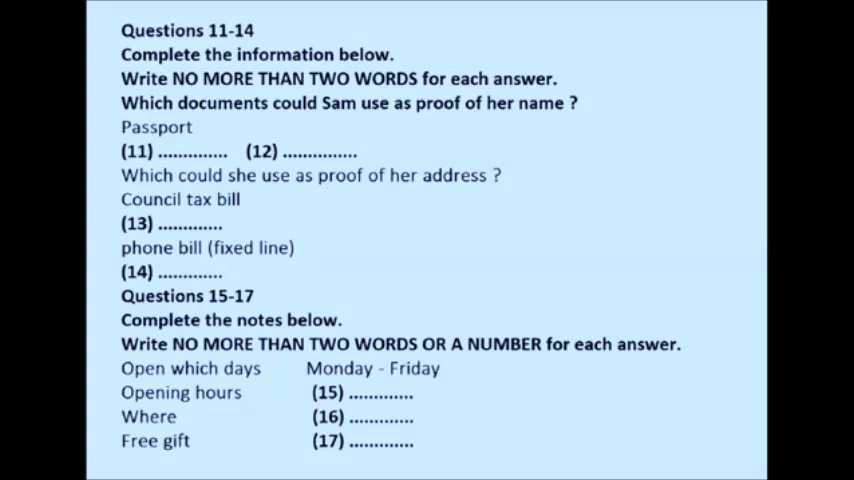 Questions 11-14
Complete the information below.
Write NO MORE THAN TWO WORDS for each answer.
Which documents could Sam use as proof of her name ?
Passport
(11) .............. (12) ...............
Which could she use as proof of her address ?
Council tax bill
(13) .............
phone bill (fixed line)
(14) .............
Questions 15-17
Complete the notes below.
Write NO MORE THAN TWO WORDS OR A NUMBER for each answer.
Open which days Monday - Friday
Opening hours (15) .............
Where (16) .............
Free gift (17) .............